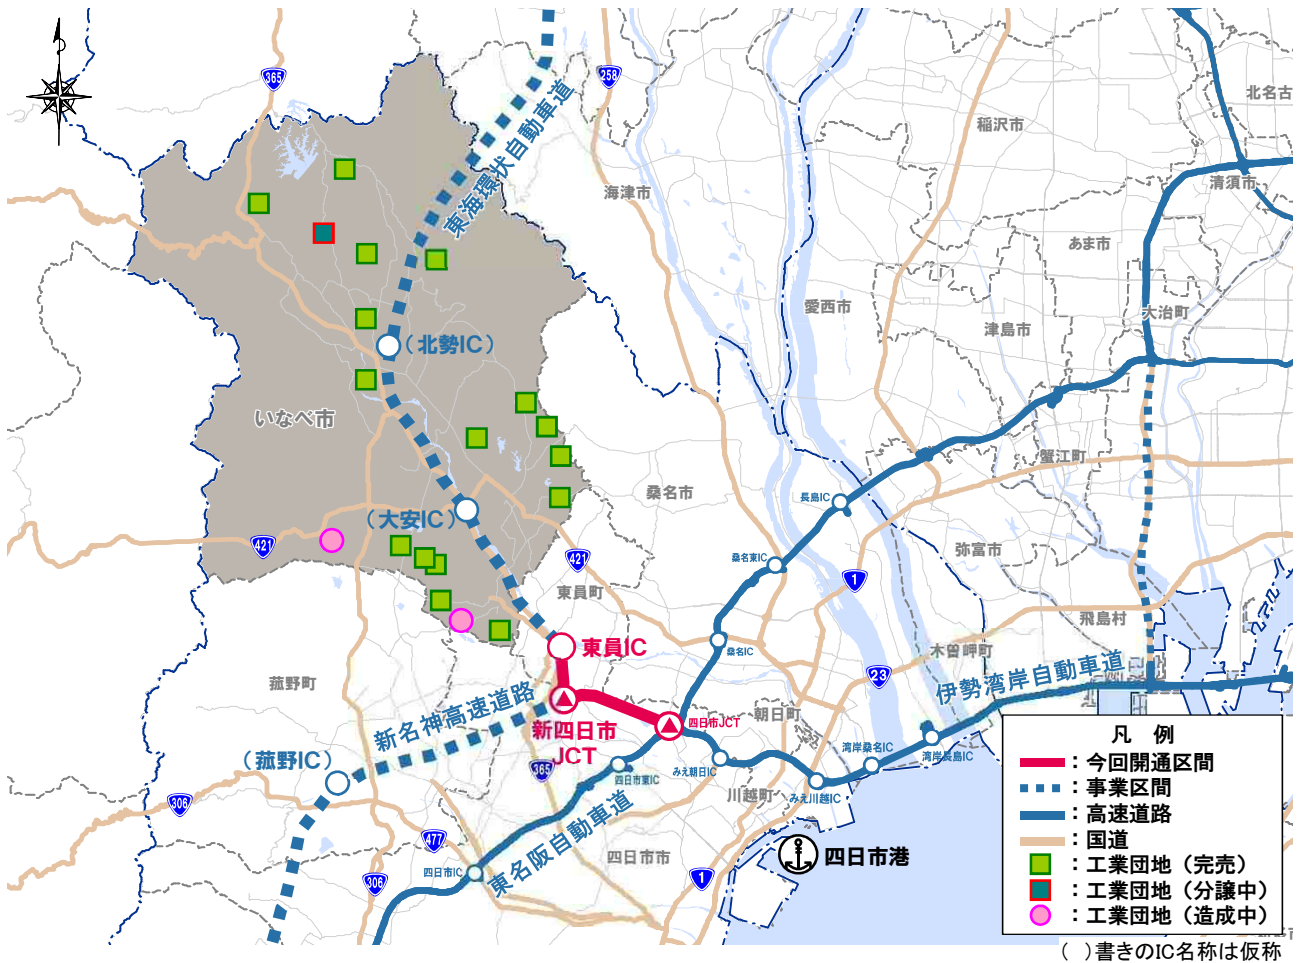 365
258
北名古
稲沢市
東海環状自動車道
海津市
清須市
あま市
愛西市
大治町
津島市
（北勢IC）
いなべ市
蟹江町
桑名市
長島IC
（大安IC）
421
弥富市
桑名東IC
421
1
東員町
飛島村
東員IC
桑名IC
木曽岬町
伊勢湾岸自動車道
23
菰野町
新名神高速道路
朝日町
新四日市
JCT
四日市JCT
湾岸桑名IC
湾岸長島IC
（菰野IC）
365
四日市東IC
みえ朝日IC
川越町
みえ川越IC
306
東名阪自動車道
477
四日市市
四日市港
四日市IC
306
1
凡 例
：今回開通区間
：事業区間
：高速道路
：国道
：工業団地（完売）
：工業団地（分譲中）
：工業団地（造成中）
（ ）書きのIC名称は仮称